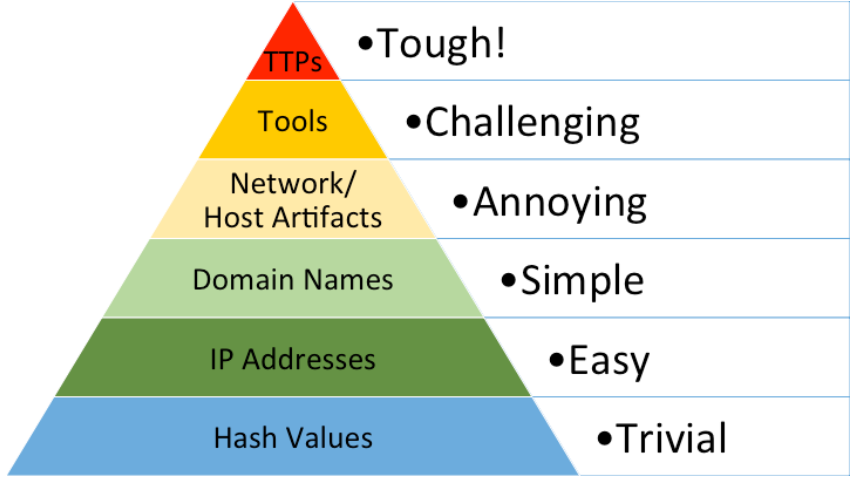 TTPs
•Tough!
Tools
•Challenging
Network/
Host Artifacts
•Annoying
Domain Names
•Simple
IP Addresses
•Easy
Hash Values
•Trivial